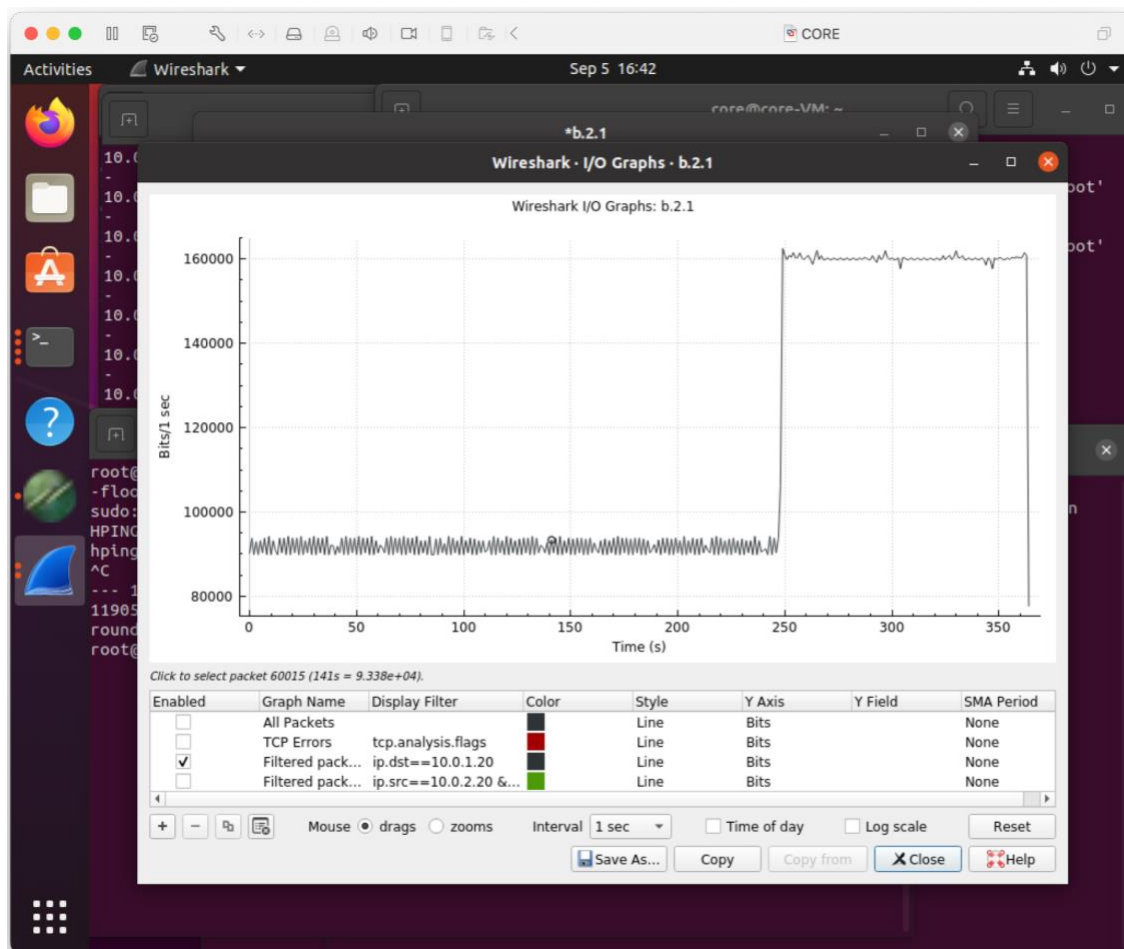 CORE
Activities Wireshark Sep 5 16:42
core@core-VM: ~
*b.2.1
Wireshark · I/O Graphs · b.2.1
10.0
-
10.0
-
10.0
-
10.0
-
10.0
-
10.0
-
10.0
oot'
oot'
Wireshark I/O Graphs: b.2.1
160000
140000
120000
100000
80000
Bits/1 sec
0 50 100 150 200 250 300 350
Time (s)
root@
-floo
sudo:
HPING
hping
^C
--- 1
11905
round
root@
n
Click to select packet 60015 (141s = 9.338e+04).
Enabled Graph Name Display Filter Color Style Y Axis Y Field SMA Period
All Packets Line Bits None
TCP Errors tcp.analysis.flags Line Bits None
Filtered pack... ip.dst==10.0.1.20 Line Bits None
Filtered pack... ip.src==10.0.2.20 &... Line Bits None
Mouse drags zooms Interval 1 sec Time of day Log scale Reset
Save As... Copy Copy from Close Help